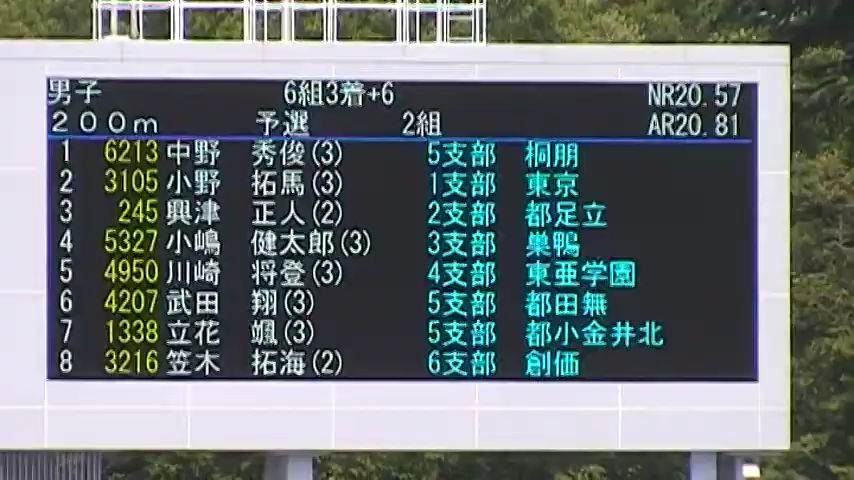 男子 6組3着+6 NR20.57
200m 予選 2組 AR20.81
1 6213 中野 秀俊(3) 5支部 桐朋
2 3105 小野 拓馬(3) 1支部 東京
3 245 興津 正人(2) 2支部 都足立
4 5327 小嶋 健太郎(3) 3支部 巣鴨
5 4950 川崎 将登(3) 4支部 東亜学園
6 4207 武田 翔(3) 5支部 都田無
7 1338 立花 颯(3) 5支部 都小金井北
8 3216 笠木 拓海(2) 6支部 創価